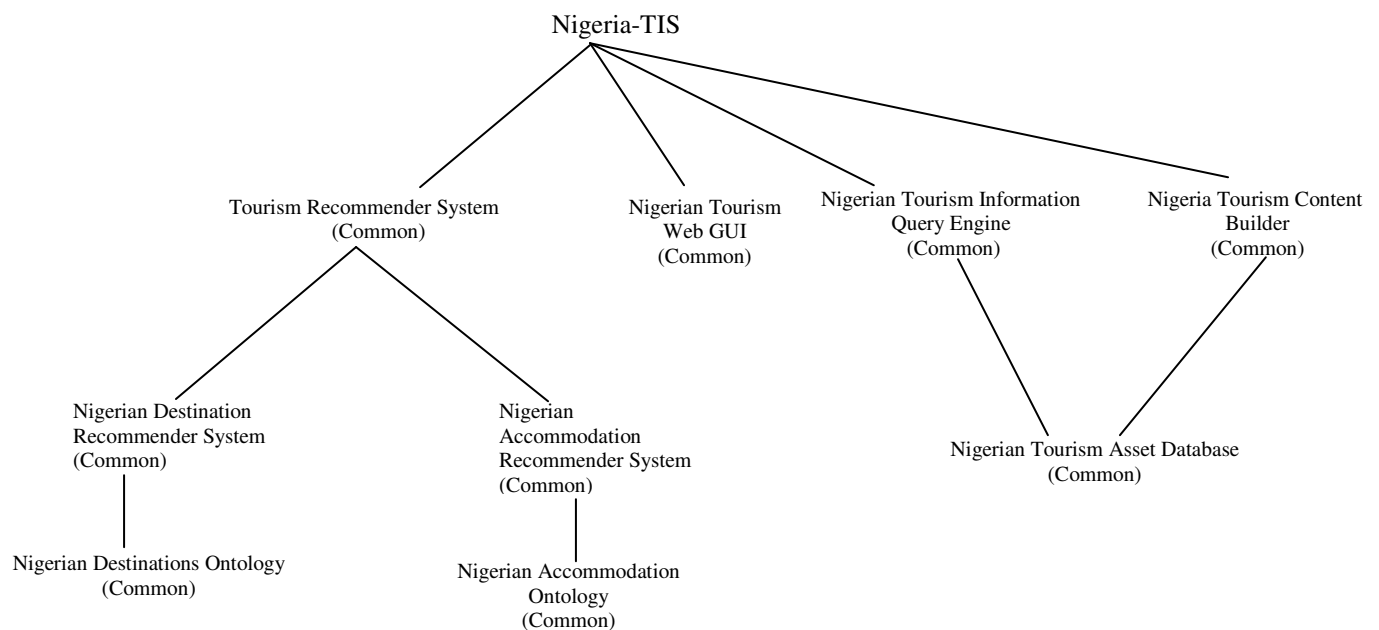 Nigeria-TIS
Tourism Recommender System
(Common)
Nigerian Tourism
Web GUI
(Common)
Nigerian Tourism Information
Query Engine
(Common)
Nigeria Tourism Content
Builder
(Common)
Nigerian Destination
Recommender System
(Common)
Nigerian
Accommodation
Recommender System
(Common)
Nigerian Tourism Asset Database
(Common)
Nigerian Destinations Ontology
(Common)
Nigerian Accommodation
Ontology
(Common)